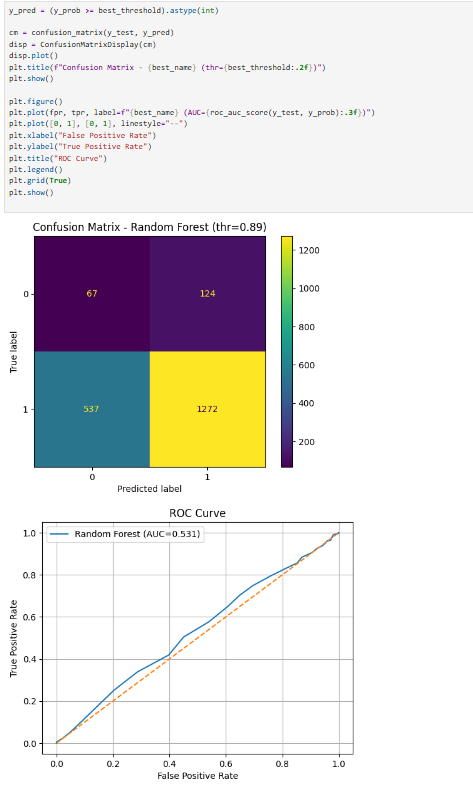 y_pred = (y_prob >= best_threshold).astype(int)
cm = confusion_matrix(y_test, y_pred)
disp = ConfusionMatrixDisplay(cm)
disp.plot()
plt.title(f"Confusion Matrix - {best_name} (thr={best_threshold:.2f})")
plt.show()
plt.figure()
plt.plot(fpr, tpr, label=f"{best_name} (AUC={roc_auc_score(y_test, y_prob):.3f})")
plt.plot([0, 1], [0, 1], linestyle="--")
plt.xlabel("False Positive Rate")
plt.ylabel("True Positive Rate")
plt.title("ROC Curve")
plt.legend()
plt.grid(True)
plt.show()
Confusion Matrix - Random Forest (thr=0.89)
True label
0
67
124
1
537
1272
0
1
Predicted label
1200
1000
800
600
400
200
ROC Curve
Random Forest (AUC=0.531)
True Positive Rate
1.0
0.8
0.6
0.4
0.2
0.0
0.0
0.2
0.4
0.6
0.8
1.0
False Positive Rate